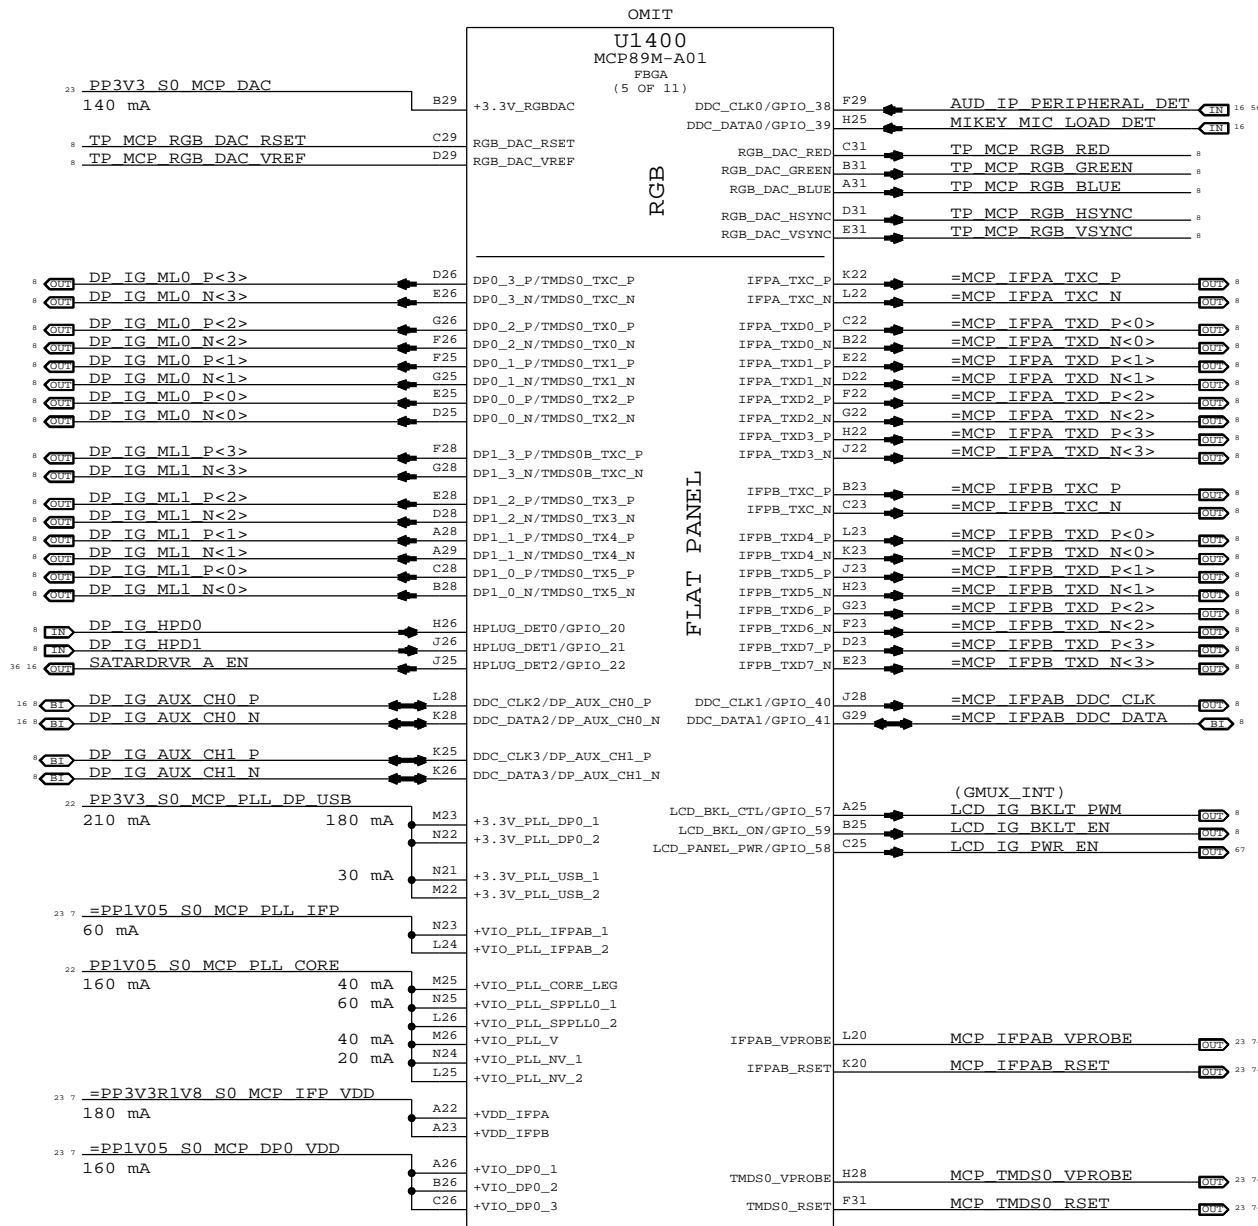 OMIT
U1400
MCP89M-A01
FBGA
(5 OF 11)
23 PP3V3_S0_MCP_DAC
140 mA
B29 +3.3V_RGBDAC
8 TP_MCP_RGB_DAC_RSET C29 RGB_DAC_RSET
8 TP_MCP_RGB_DAC_VREF D29 RGB_DAC_VREF
RGB
DDC_CLK0/GPIO_38 F29 AUD_IP_PERIPHERAL_DET IN 16
DDC_DATA0/GPIO_39 H25 MIKEY_MIC_LOAD_DET IN 16
RGB_DAC_RED C31 TP_MCP_RGB_RED 8
RGB_DAC_GREEN B31 TP_MCP_RGB_GREEN 8
RGB_DAC_BLUE A31 TP_MCP_RGB_BLUE 8
RGB_DAC_HSYNC D31 TP_MCP_RGB_HSYNC 8
RGB_DAC_VSYNC E31 TP_MCP_RGB_VSYNC 8
8 OUT DP_IG_ML0_P<3> D26 DP0_3_P/TMDS0_TXC_P
8 OUT DP_IG_ML0_N<3> E26 DP0_3_N/TMDS0_TXC_N
8 OUT DP_IG_ML0_P<2> G26 DP0_2_P/TMDS0_TX0_P
8 OUT DP_IG_ML0_N<2> F26 DP0_2_N/TMDS0_TX0_N
8 OUT DP_IG_ML0_P<1> F25 DP0_1_P/TMDS0_TX1_P
8 OUT DP_IG_ML0_N<1> G25 DP0_1_N/TMDS0_TX1_N
8 OUT DP_IG_ML0_P<0> E25 DP0_0_P/TMDS0_TX2_P
8 OUT DP_IG_ML0_N<0> D25 DP0_0_N/TMDS0_TX2_N
8 OUT DP_IG_ML1_P<3> F28 DP1_3_P/TMDS0B_TXC_P
8 OUT DP_IG_ML1_N<3> G28 DP1_3_N/TMDS0B_TXC_N
8 OUT DP_IG_ML1_P<2> E28 DP1_2_P/TMDS0_TX3_P
8 OUT DP_IG_ML1_N<2> D28 DP1_2_N/TMDS0_TX3_N
8 OUT DP_IG_ML1_P<1> A28 DP1_1_P/TMDS0_TX4_P
8 OUT DP_IG_ML1_N<1> A29 DP1_1_N/TMDS0_TX4_N
8 OUT DP_IG_ML1_P<0> C28 DP1_0_P/TMDS0_TX5_P
8 OUT DP_IG_ML1_N<0> B28 DP1_0_N/TMDS0_TX5_N
8 IN DP_IG_HPD0 H26 HPLUG_DET0/GPIO_20
8 IN DP_IG_HPD1 J26 HPLUG_DET1/GPIO_21
36 16 OUT SATARDRVR_A_EN J25 HPLUG_DET2/GPIO_22
16 8 BI DP_IG_AUX_CH0_P L28 DDC_CLK2/DP_AUX_CH0_P
16 8 BI DP_IG_AUX_CH0_N K28 DDC_DATA2/DP_AUX_CH0_N
8 BI DP_IG_AUX_CH1_P K25 DDC_CLK3/DP_AUX_CH1_P
8 BI DP_IG_AUX_CH1_N K26 DDC_DATA3/DP_AUX_CH1_N
FLAT PANEL
IFPA_TXC_P K22 =MCP_IFPA_TXC_P OUT 8
IFPA_TXC_N L22 =MCP_IFPA_TXC_N OUT 8
IFPA_TXD0_P C22 =MCP_IFPA_TXD_P<0> OUT 8
IFPA_TXD0_N B22 =MCP_IFPA_TXD_N<0> OUT 8
IFPA_TXD1_P E22 =MCP_IFPA_TXD_P<1> OUT 8
IFPA_TXD1_N D22 =MCP_IFPA_TXD_N<1> OUT 8
IFPA_TXD2_P F22 =MCP_IFPA_TXD_P<2> OUT 8
IFPA_TXD2_N G22 =MCP_IFPA_TXD_N<2> OUT 8
IFPA_TXD3_P H22 =MCP_IFPA_TXD_P<3> OUT 8
IFPA_TXD3_N J22 =MCP_IFPA_TXD_N<3> OUT 8
IFPB_TXC_P B23 =MCP_IFPB_TXC_P OUT 8
IFPB_TXC_N C23 =MCP_IFPB_TXC_N OUT 8
IFPB_TXD4_P L23 =MCP_IFPB_TXD_P<0> OUT 8
IFPB_TXD4_N K23 =MCP_IFPB_TXD_N<0> OUT 8
IFPB_TXD5_P J23 =MCP_IFPB_TXD_P<1> OUT 8
IFPB_TXD5_N H23 =MCP_IFPB_TXD_N<1> OUT 8
IFPB_TXD6_P G23 =MCP_IFPB_TXD_P<2> OUT 8
IFPB_TXD6_N F23 =MCP_IFPB_TXD_N<2> OUT 8
IFPB_TXD7_P D23 =MCP_IFPB_TXD_P<3> OUT 8
IFPB_TXD7_N E23 =MCP_IFPB_TXD_N<3> OUT 8
DDC_CLK1/GPIO_40 J28 =MCP_IFPAB_DDC_CLK OUT 8
DDC_DATA1/GPIO_41 G29 =MCP_IFPAB_DDC_DATA BI 8
(GMUX_INT)
LCD_BKL_CTL/GPIO_57 A25 LCD_IG_BKLT_PWM OUT 8
LCD_BKL_ON/GPIO_59 B25 LCD_IG_BKLT_EN OUT 8
LCD_PANEL_PWR/GPIO_58 C25 LCD_IG_PWR_EN OUT 67
22 PP3V3_S0_MCP_PLL_DP_USB
210 mA 180 mA M23 +3.3V_PLL_DP0_1
N22 +3.3V_PLL_DP0_2
30 mA N21 +3.3V_PLL_USB_1
M22 +3.3V_PLL_USB_2
23 7 =PP1V05_S0_MCP_PLL_IFP
60 mA N23 +VIO_PLL_IFPAB_1
L24 +VIO_PLL_IFPAB_2
22 PP1V05_S0_MCP_PLL_CORE
160 mA 40 mA M25 +VIO_PLL_CORE_LEG
60 mA N25 +VIO_PLL_SPPLL0_1
L26 +VIO_PLL_SPPLL0_2
40 mA M26 +VIO_PLL_V
20 mA N24 +VIO_PLL_NV_1
L25 +VIO_PLL_NV_2
IFPAB_VPROBE L20 MCP_IFPAB_VPROBE OUT 23
IFPAB_RSET K20 MCP_IFPAB_RSET OUT 23
23 7 =PP3V3R1V8_S0_MCP_IFP_VDD
180 mA A22 +VDD_IFPA
A23 +VDD_IFPB
23 7 =PP1V05_S0_MCP_DP0_VDD
160 mA A26 +VIO_DP0_1
B26 +VIO_DP0_2
C26 +VIO_DP0_3
TMDS0_VPROBE H28 MCP_TMDS0_VPROBE OUT 23
TMDS0_RSET F31 MCP_TMDS0_RSET OUT 23